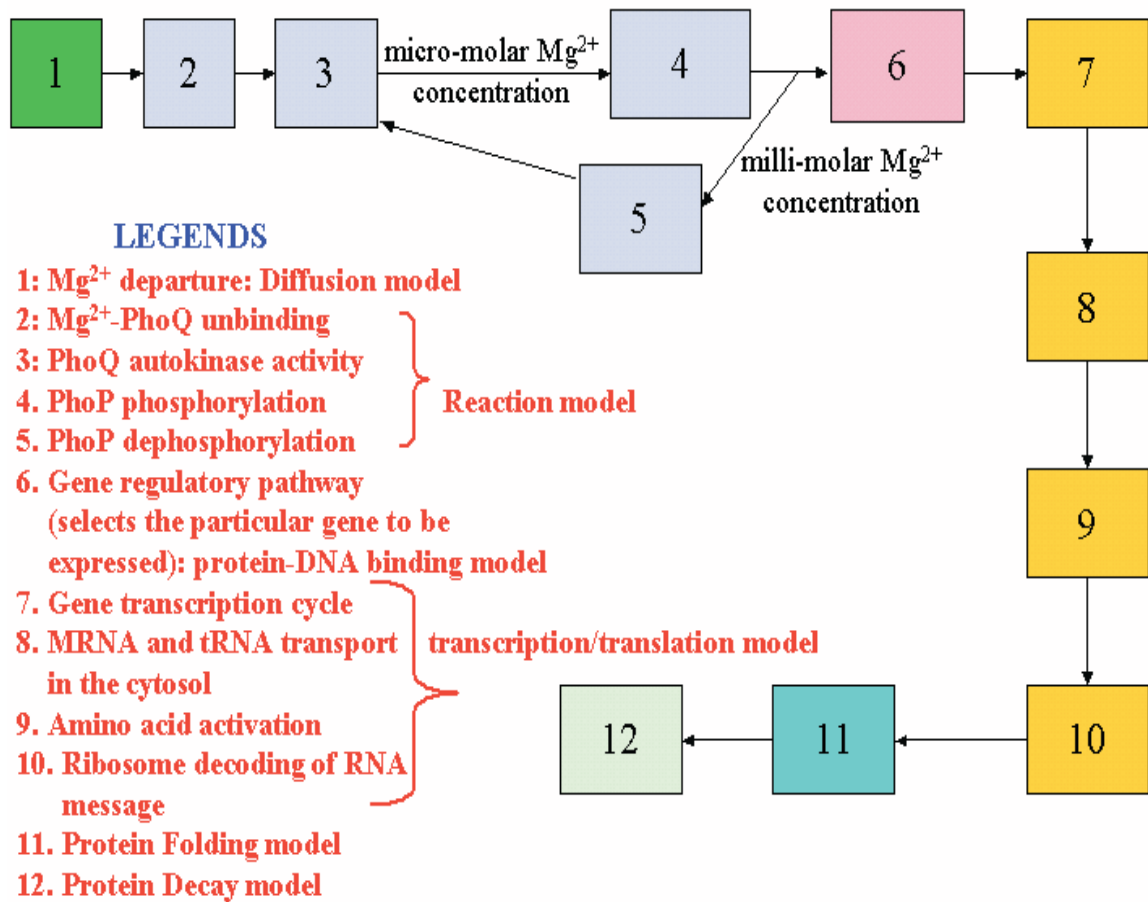 1
2
3
micro-molar Mg²⁺
concentration
4
6
7
5
milli-molar Mg²⁺
concentration
8
9
10
11
12
LEGENDS
1: Mg²⁺ departure: Diffusion model
2: Mg²⁺-PhoQ unbinding
3: PhoQ autokinase activity
4. PhoP phosphorylation
5. PhoP dephosphorylation
Reaction model
6. Gene regulatory pathway
(selects the particular gene to be
expressed): protein-DNA binding model
7. Gene transcription cycle
8. MRNA and tRNA transport
in the cytosol
9. Amino acid activation
10. Ribosome decoding of RNA
message
transcription/translation model
11. Protein Folding model
12. Protein Decay model